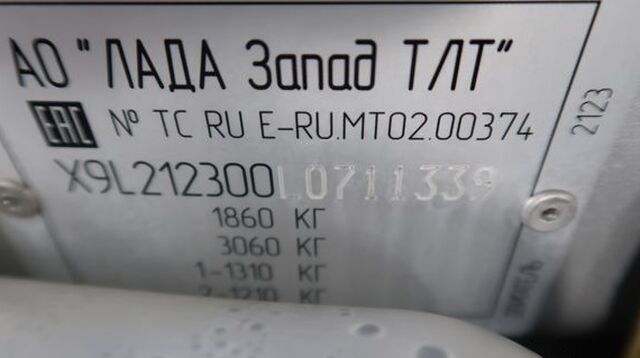 АО "ЛАДА Запад ТЛТ"
EAC № ТС RU E-RU.MT02.00374
X9L212300L0711339
1860 КГ
3060 КГ
1-1310 КГ
2-1210 КГ
2123